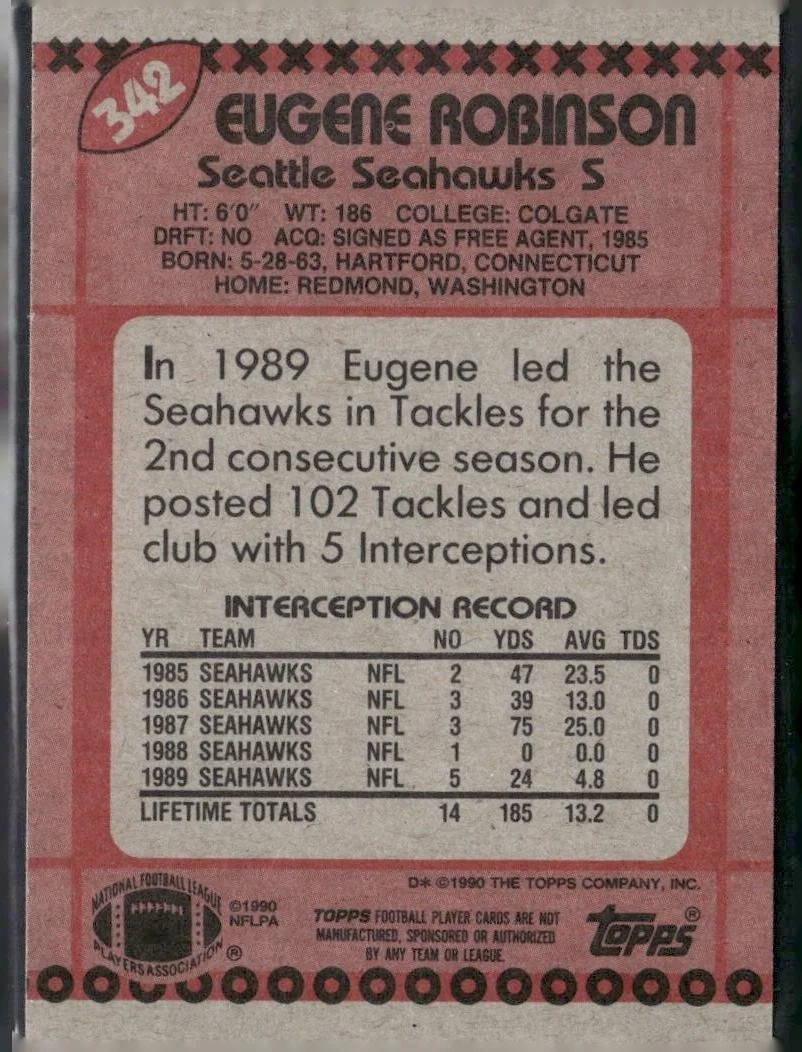 342
EUGENE ROBINSON
Seattle Seahawks S
HT: 6'0" WT: 186 COLLEGE: COLGATE
DRFT: NO ACQ: SIGNED AS FREE AGENT, 1985
BORN: 5-28-63, HARTFORD, CONNECTICUT
HOME: REDMOND, WASHINGTON
In 1989 Eugene led the
Seahawks in Tackles for the
2nd consecutive season. He
posted 102 Tackles and led
club with 5 Interceptions.
INTERCEPTION RECORD
YR TEAM NO YDS AVG TDS
1985 SEAHAWKS NFL 2 47 23.5 0
1986 SEAHAWKS NFL 3 39 13.0 0
1987 SEAHAWKS NFL 3 75 25.0 0
1988 SEAHAWKS NFL 1 0 0.0 0
1989 SEAHAWKS NFL 5 24 4.8 0
LIFETIME TOTALS 14 185 13.2 0
D* ©1990 THE TOPPS COMPANY, INC.
NATIONAL FOOTBALL LEAGUE
PLAYERS ASSOCIATION ®
©1990
NFLPA
TOPPS FOOTBALL PLAYER CARDS ARE NOT
MANUFACTURED, SPONSORED OR AUTHORIZED
BY ANY TEAM OR LEAGUE.
TOPPS®